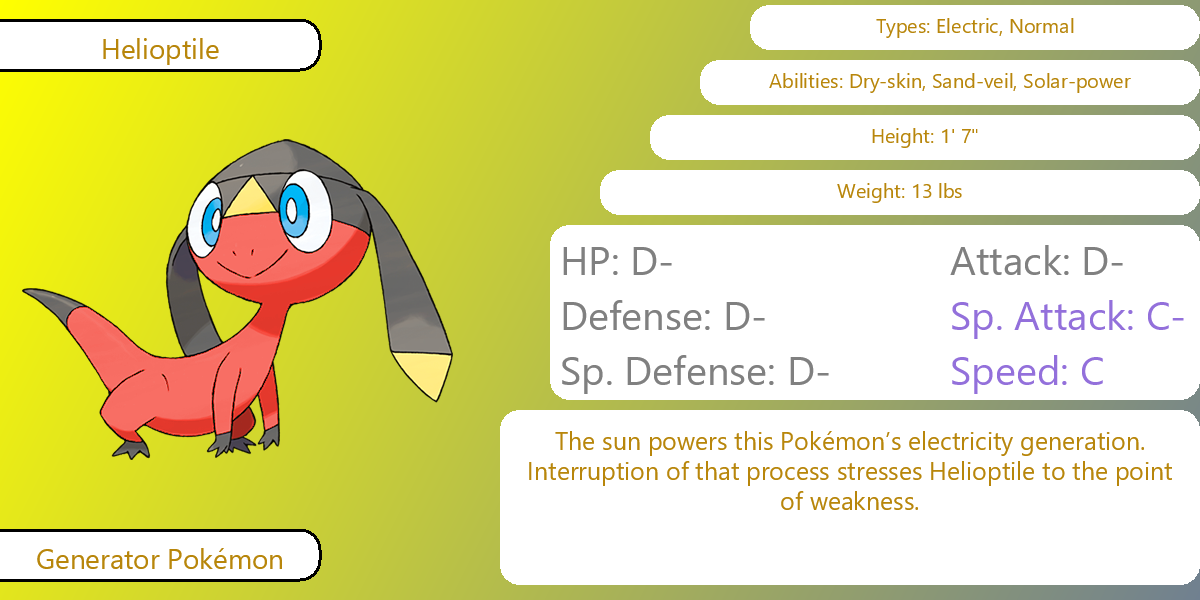 Helioptile
Types: Electric, Normal
Abilities: Dry-skin, Sand-veil, Solar-power
Height: 1' 7"
Weight: 13 lbs
HP: D-
Attack: D-
Defense: D-
Sp. Attack: C-
Sp. Defense: D-
Speed: C
The sun powers this Pokémon’s electricity generation.
Interruption of that process stresses Helioptile to the point
of weakness.
Generator Pokémon